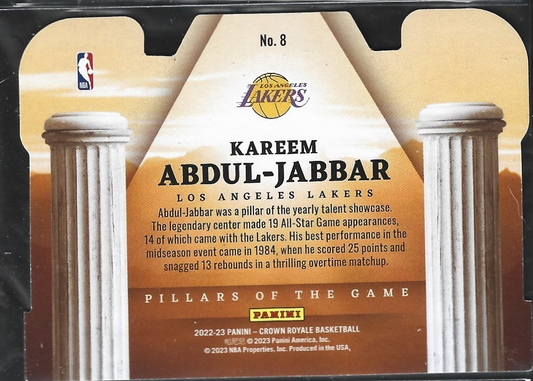 No. 8
NBA
LOS ANGELES
LAKERS
KAREEM
ABDUL-JABBAR
LOS ANGELES LAKERS
Abdul-Jabbar was a pillar of the yearly talent showcase.
The legendary center made 19 All-Star Game appearances,
14 of which came with the Lakers. His best performance in the
midseason event came in 1984, when he scored 25 points and
snagged 13 rebounds in a thrilling overtime matchup.
PILLARS OF THE GAME
PANINI
2022-23 PANINI – CROWN ROYALE BASKETBALL
© 2023 Panini America, Inc.
© 2023 NBA Properties, Inc. Produced in the USA.